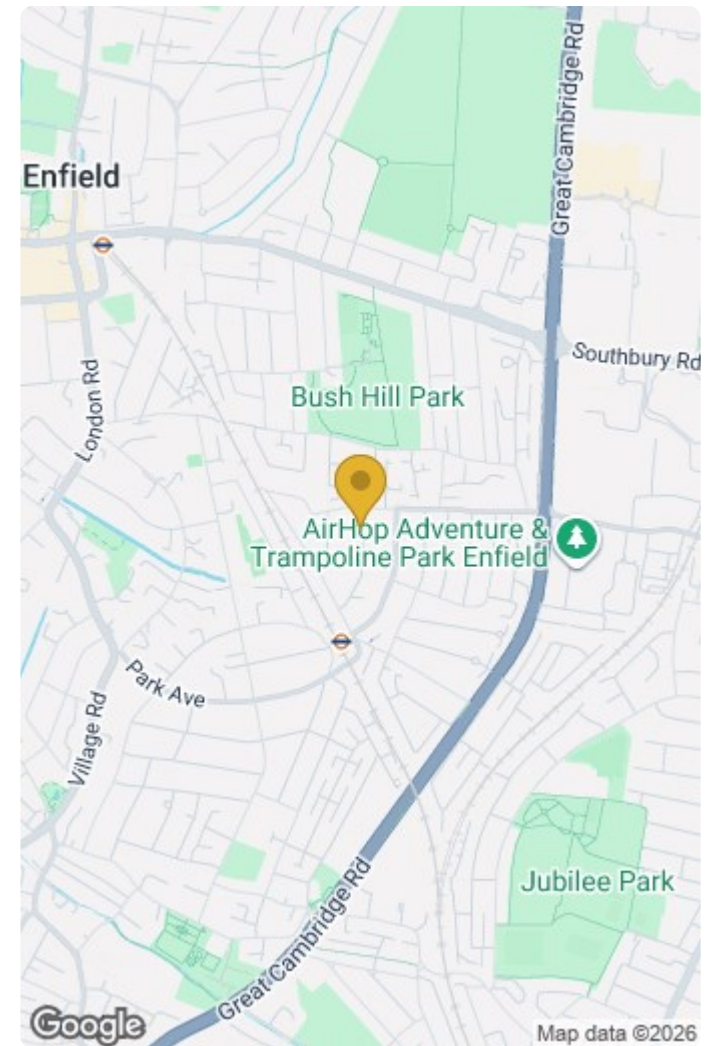 Great Cambridge Rd
Enfield
Southbury Rd
London Rd
Bush Hill Park
AirHop Adventure &
Trampoline Park Enfield
Park Ave
Village Rd
Jubilee Park
Great Cambridge Rd
Google
Map data ©2026